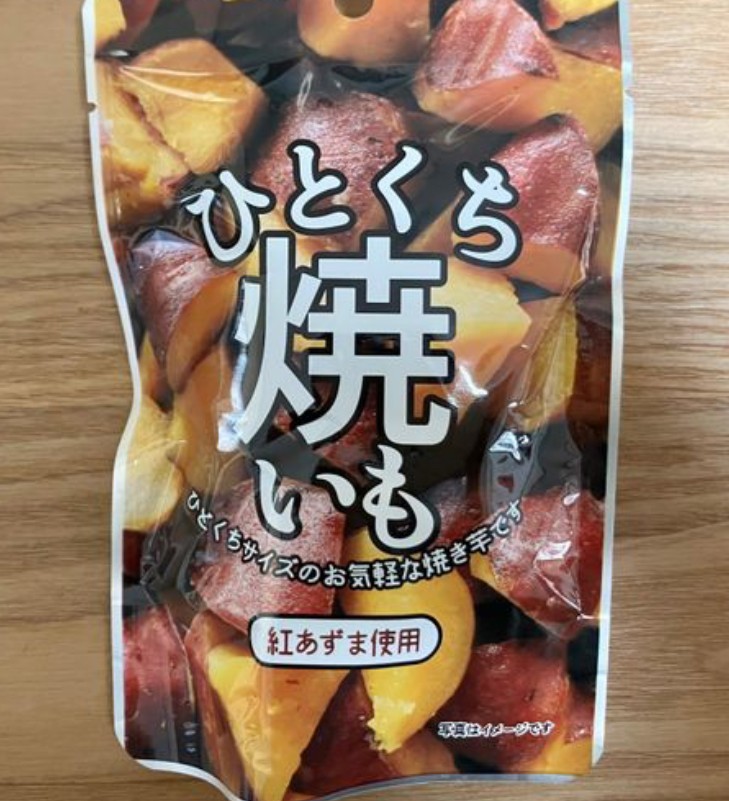 ひとくち
焼
いも
ひとくちサイズのお気軽な焼き芋です
紅あずま使用
写真はイメージです